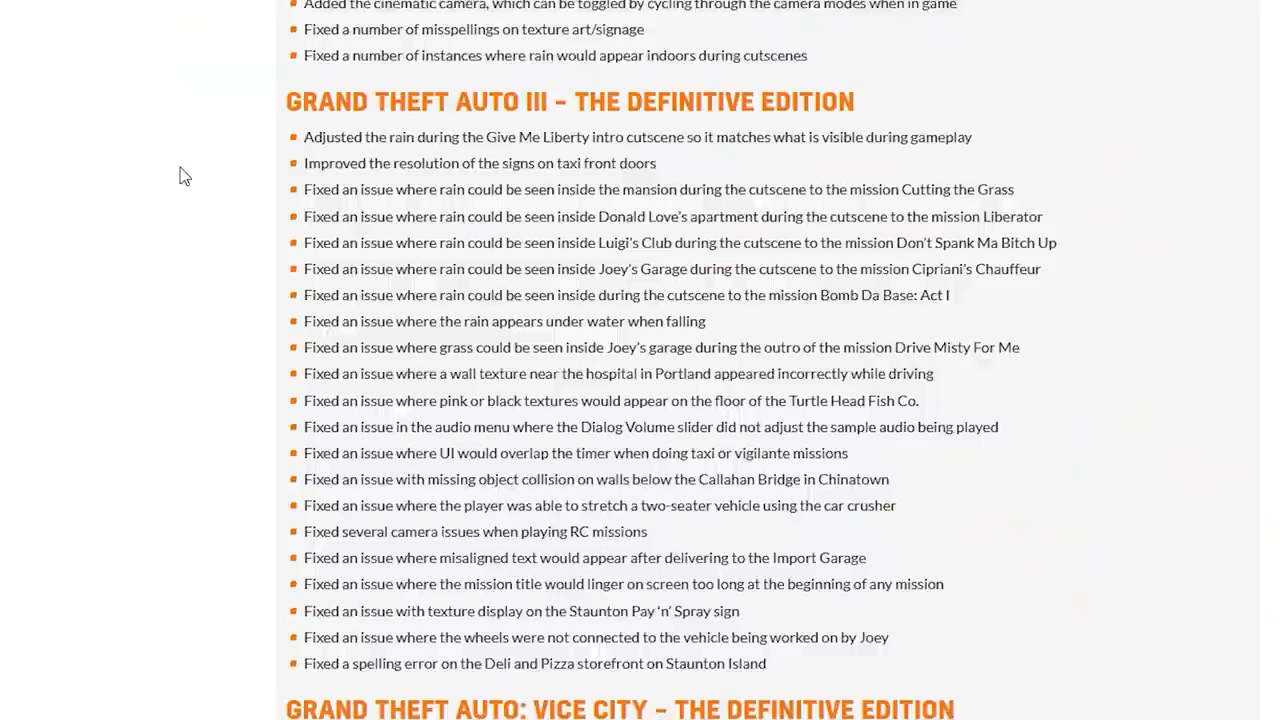 Added the cinematic camera, which can be toggled by cycling through the camera modes when in game
Fixed a number of misspellings on texture art/signage
Fixed a number of instances where rain would appear indoors during cutscenes
GRAND THEFT AUTO III – THE DEFINITIVE EDITION
Adjusted the rain during the Give Me Liberty intro cutscene so it matches what is visible during gameplay
Improved the resolution of the signs on taxi front doors
Fixed an issue where rain could be seen inside the mansion during the cutscene to the mission Cutting the Grass
Fixed an issue where rain could be seen inside Donald Love's apartment during the cutscene to the mission Liberator
Fixed an issue where rain could be seen inside Luigi's Club during the cutscene to the mission Don't Spank Ma Bitch Up
Fixed an issue where rain could be seen inside Joey's Garage during the cutscene to the mission Cipriani's Chauffeur
Fixed an issue where rain could be seen inside during the cutscene to the mission Bomb Da Base: Act I
Fixed an issue where the rain appears under water when falling
Fixed an issue where grass could be seen inside Joey's garage during the outro of the mission Drive Misty For Me
Fixed an issue where a wall texture near the hospital in Portland appeared incorrectly while driving
Fixed an issue where pink or black textures would appear on the floor of the Turtle Head Fish Co.
Fixed an issue in the audio menu where the Dialog Volume slider did not adjust the sample audio being played
Fixed an issue where UI would overlap the timer when doing taxi or vigilante missions
Fixed an issue with missing object collision on walls below the Callahan Bridge in Chinatown
Fixed an issue where the player was able to stretch a two-seater vehicle using the car crusher
Fixed several camera issues when playing RC missions
Fixed an issue where misaligned text would appear after delivering to the Import Garage
Fixed an issue where the mission title would linger on screen too long at the beginning of any mission
Fixed an issue with texture display on the Staunton Pay 'n' Spray sign
Fixed an issue where the wheels were not connected to the vehicle being worked on by Joey
Fixed a spelling error on the Deli and Pizza storefront on Staunton Island
GRAND THEFT AUTO: VICE CITY – THE DEFINITIVE EDITION